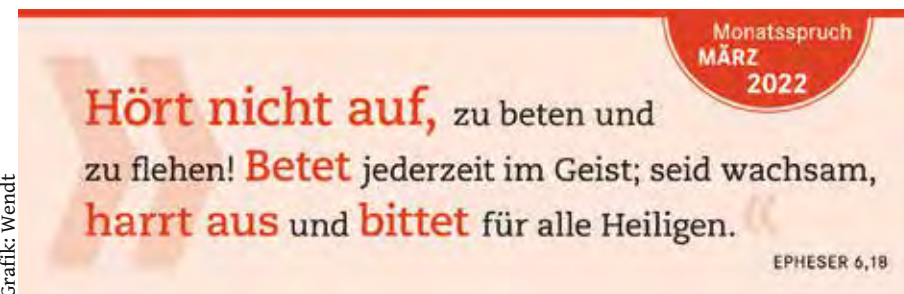 Monatsspruch
MÄRZ
2022
Hört nicht auf, zu beten und
zu flehen! Betet jederzeit im Geist; seid wachsam,
harrt aus und bittet für alle Heiligen.
EPHESER 6,18
Grafik: Wendt